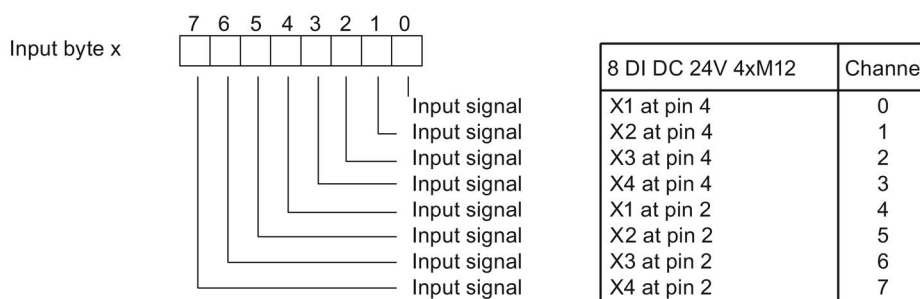 7 6 5 4 3 2 1 0
Input byte x
8 DI DC 24V 4xM12 Channe
Input signal X1 at pin 4 0
Input signal X2 at pin 4 1
Input signal X3 at pin 4 2
Input signal X4 at pin 4 3
Input signal X1 at pin 2 4
Input signal X2 at pin 2 5
Input signal X3 at pin 2 6
Input signal X4 at pin 2 7